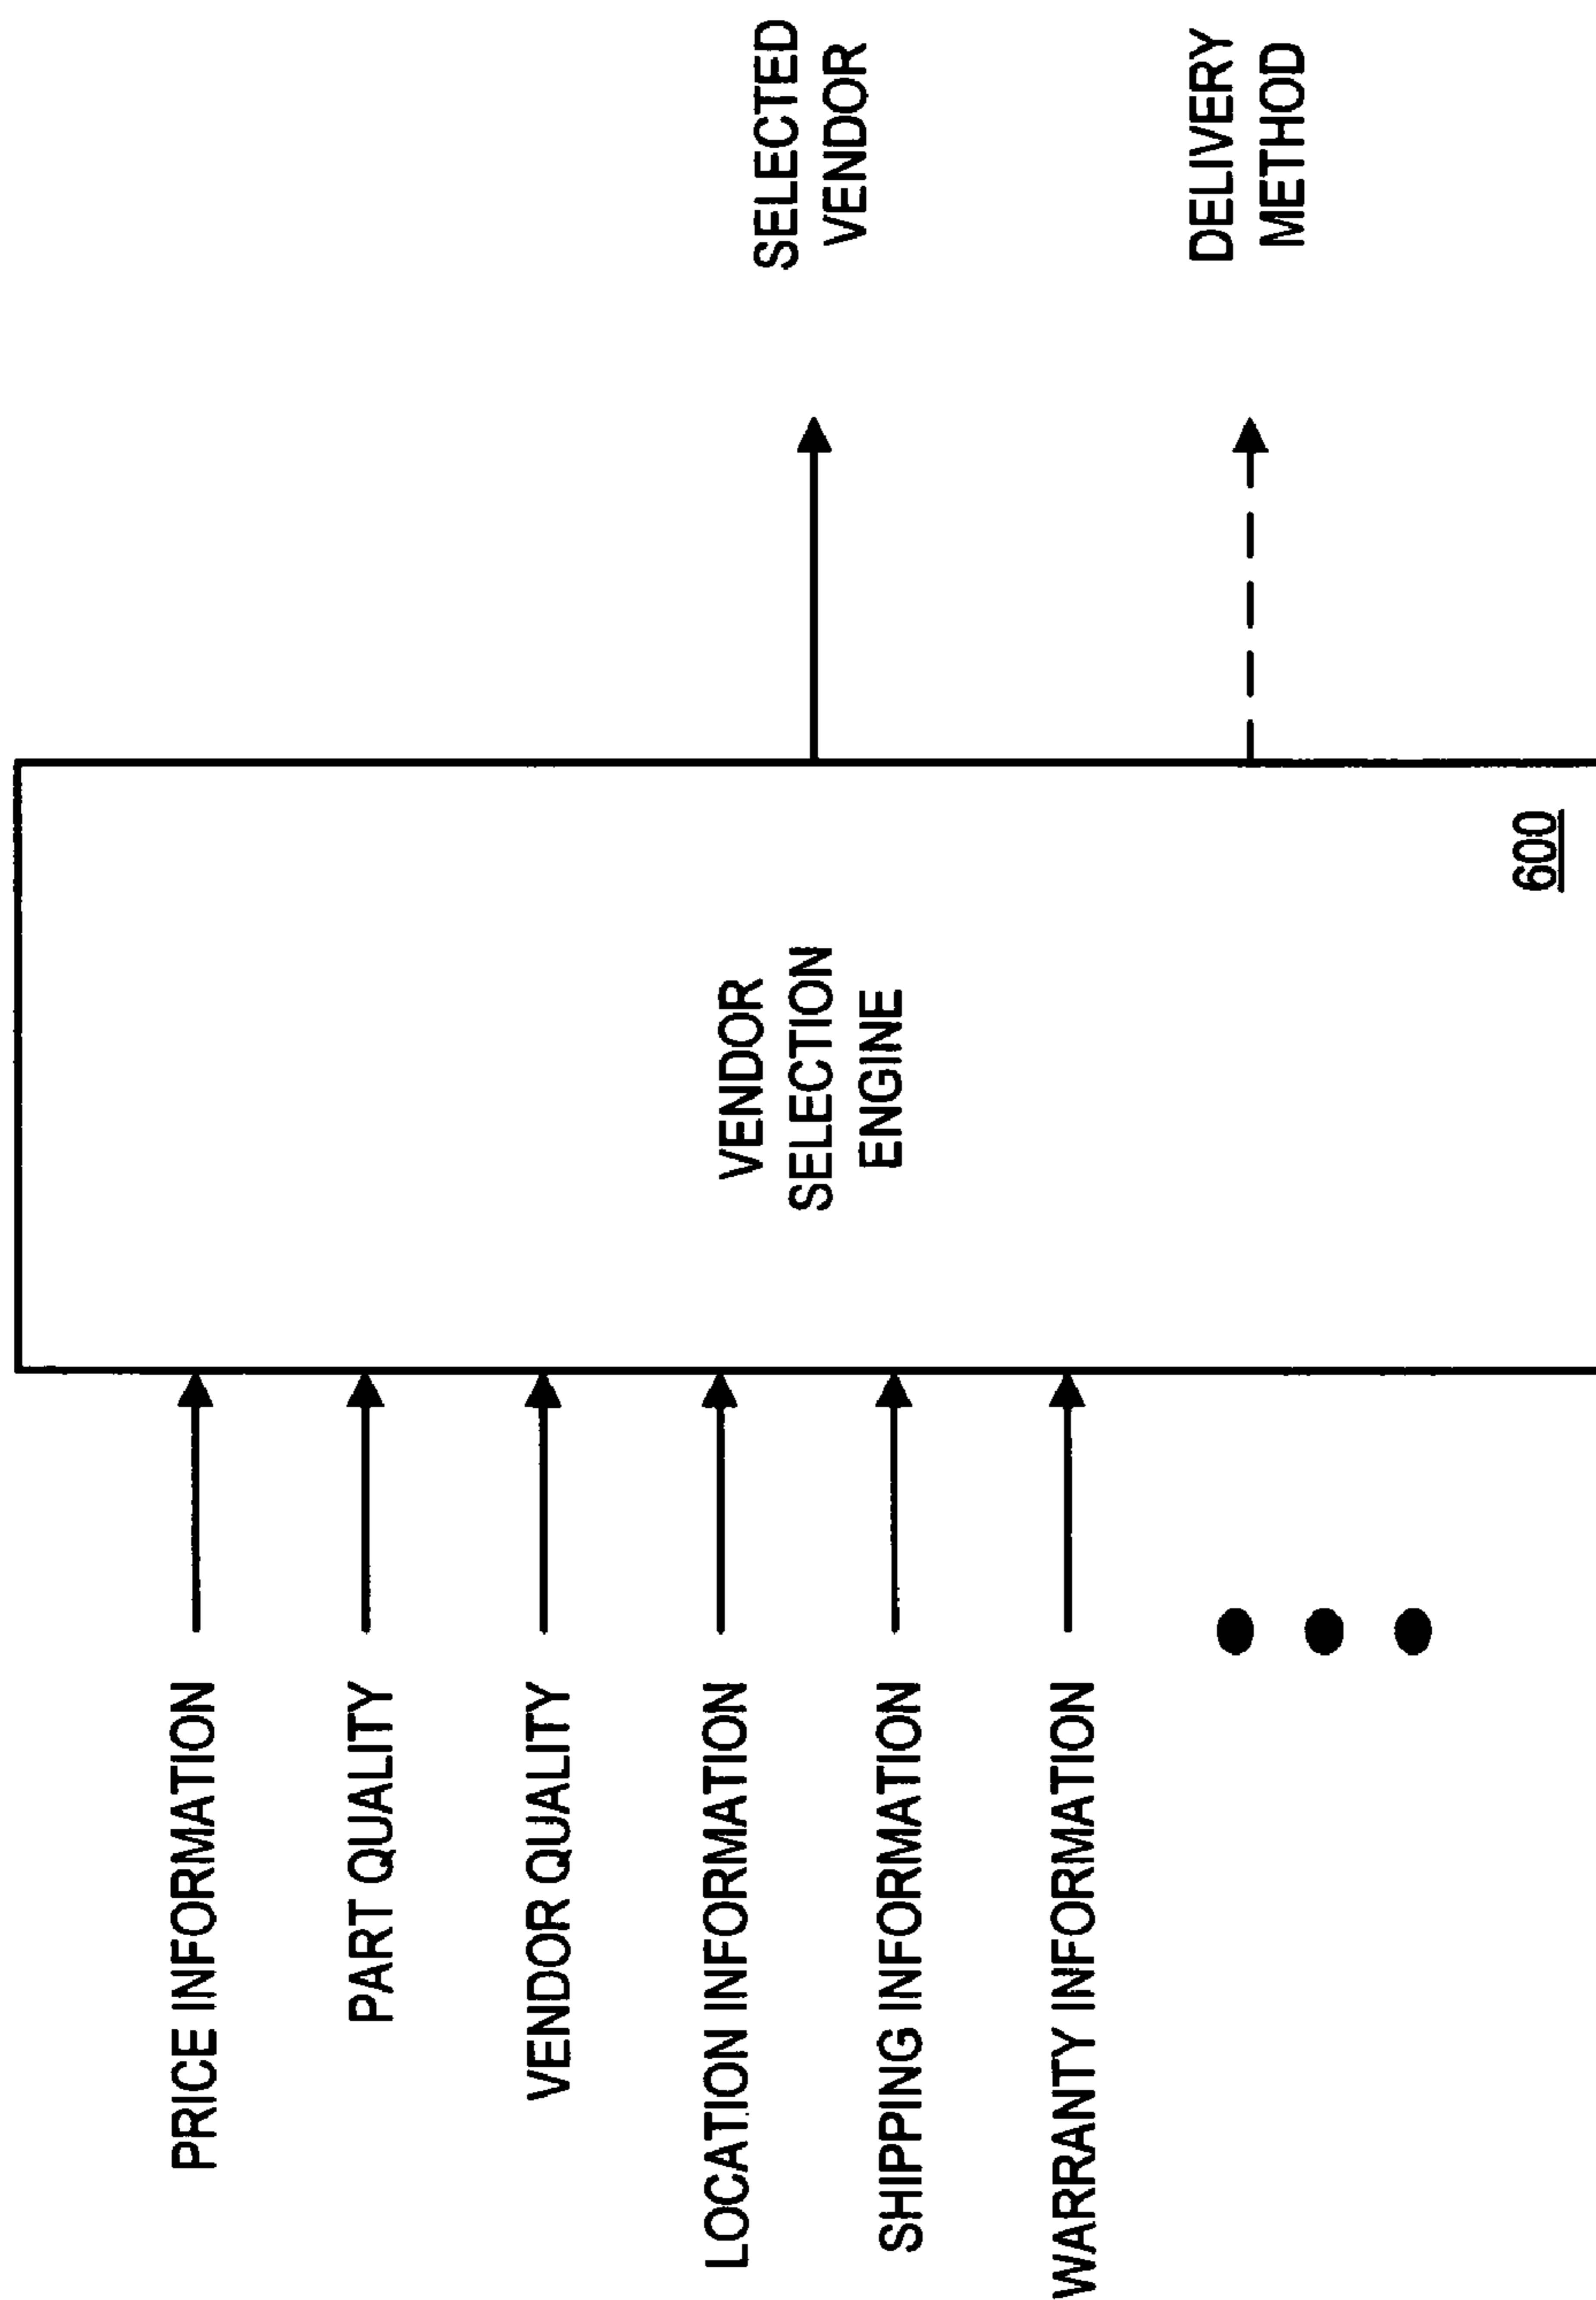 PRICE INFORMATION
PART QUALITY
VENDOR QUALITY
LOCATION INFORMATION
SHIPPING INFORMATION
WARRANTY INFORMATION
VENDOR
SELECTION
ENGINE
600
SELECTED
VENDOR
DELIVERY
METHOD